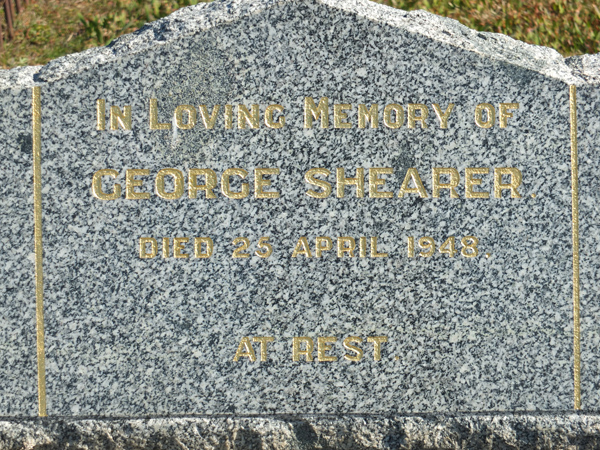 In Loving Memory of
GEORGE SHEARER.
DIED 25 APRIL 1948.
AT REST.